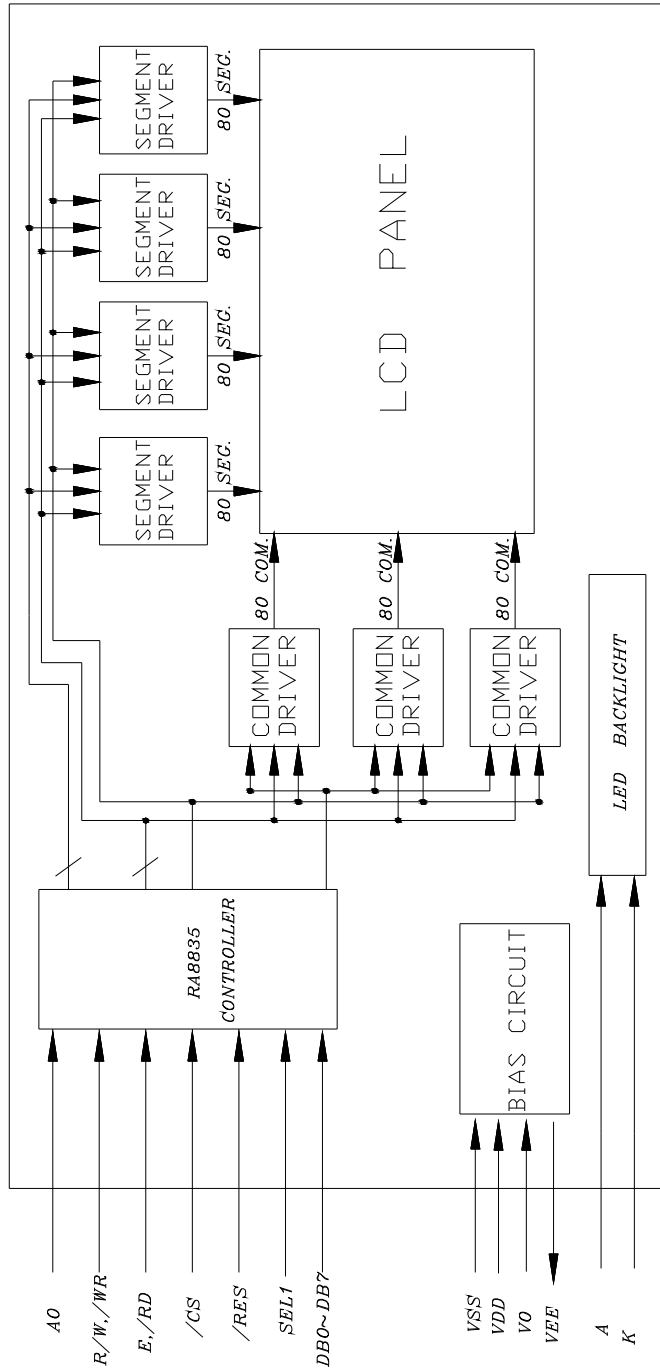 A0
R/W,/WR
E,/RD
/CS
/RES
SEL1
DB0~DB7
RA8835
CONTROLLER
SEGMENT
DRIVER
80 SEG.
SEGMENT
DRIVER
80 SEG.
SEGMENT
DRIVER
80 SEG.
SEGMENT
DRIVER
80 SEG.
COMMON
DRIVER
80 COM.
COMMON
DRIVER
80 COM.
COMMON
DRIVER
80 COM.
LCD PANEL
VSS
VDD
V0
VEE
BIAS CIRCUIT
A
K
LED BACKLIGHT